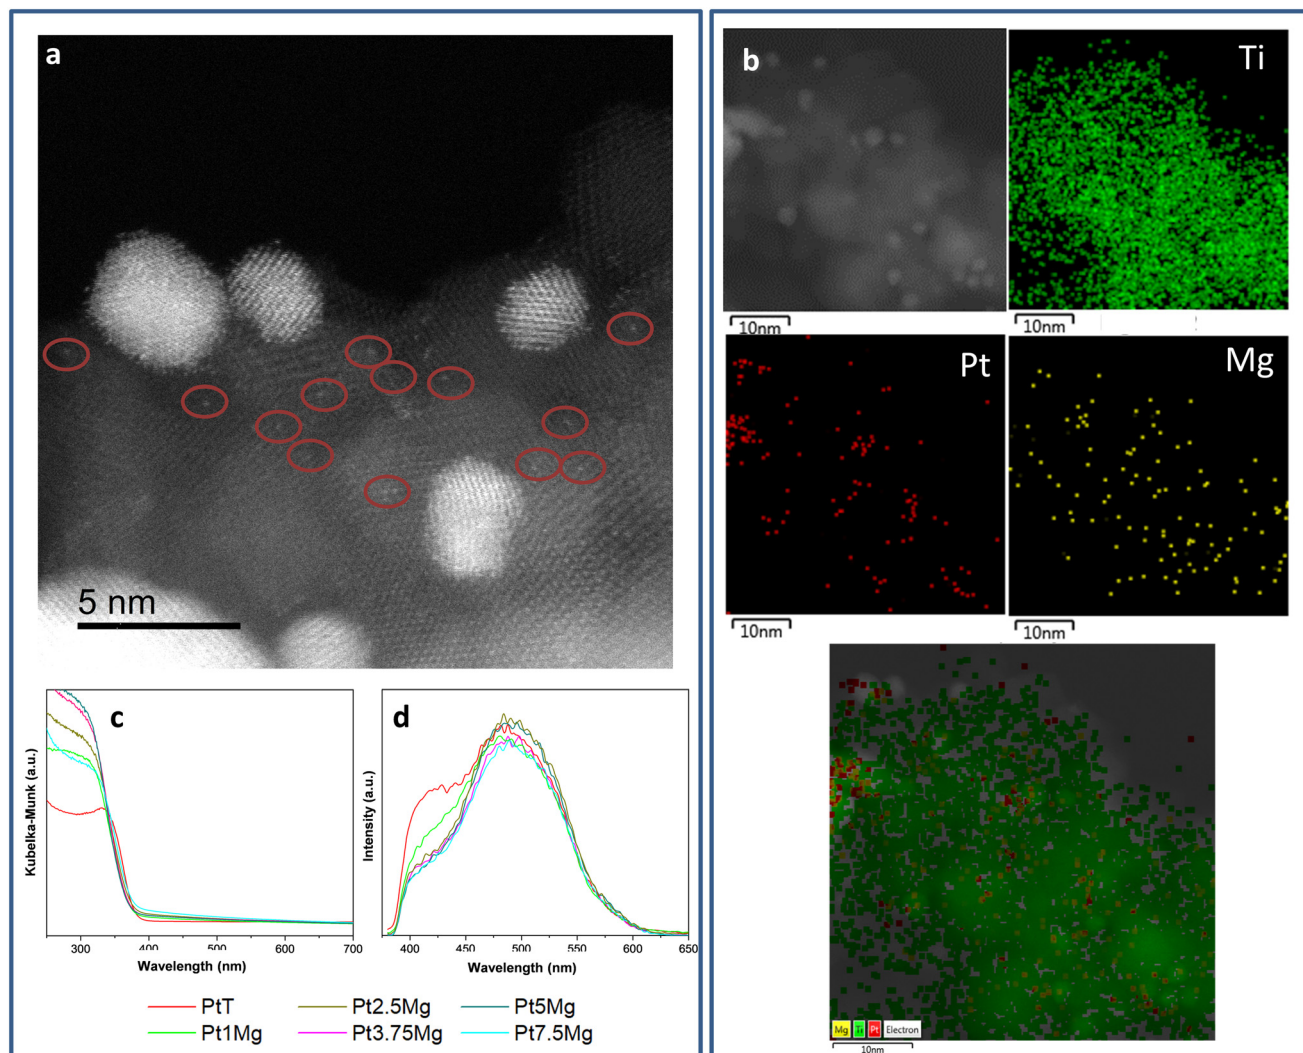 a
5 nm
b
Ti
10nm
10nm
Pt
Mg
10nm
10nm
c
Kubelka-Munk (a.u.)
300 400 500 600 700
Wavelength (nm)
d
Intensity (a.u.)
400 450 500 550 600 650
Wavelength (nm)
PtT Pt2.5Mg Pt5Mg
Pt1Mg Pt3.75Mg Pt7.5Mg
Mg Ti Pt Electron
10nm